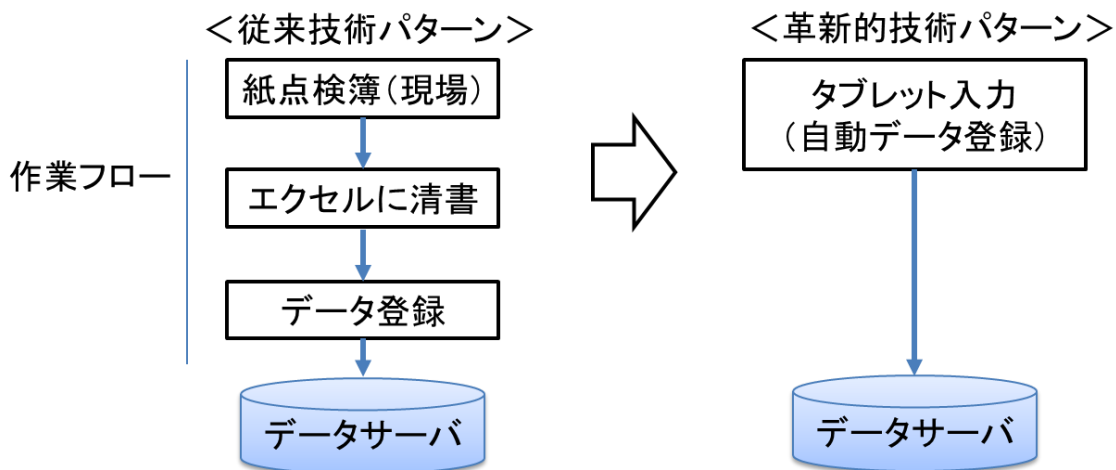 <従来技術パターン>
紙点検簿(現場)
エクセルに清書
データ登録
データサーバ
作業フロー
<革新的技術パターン>
タブレット入力
(自動データ登録)
データサーバ